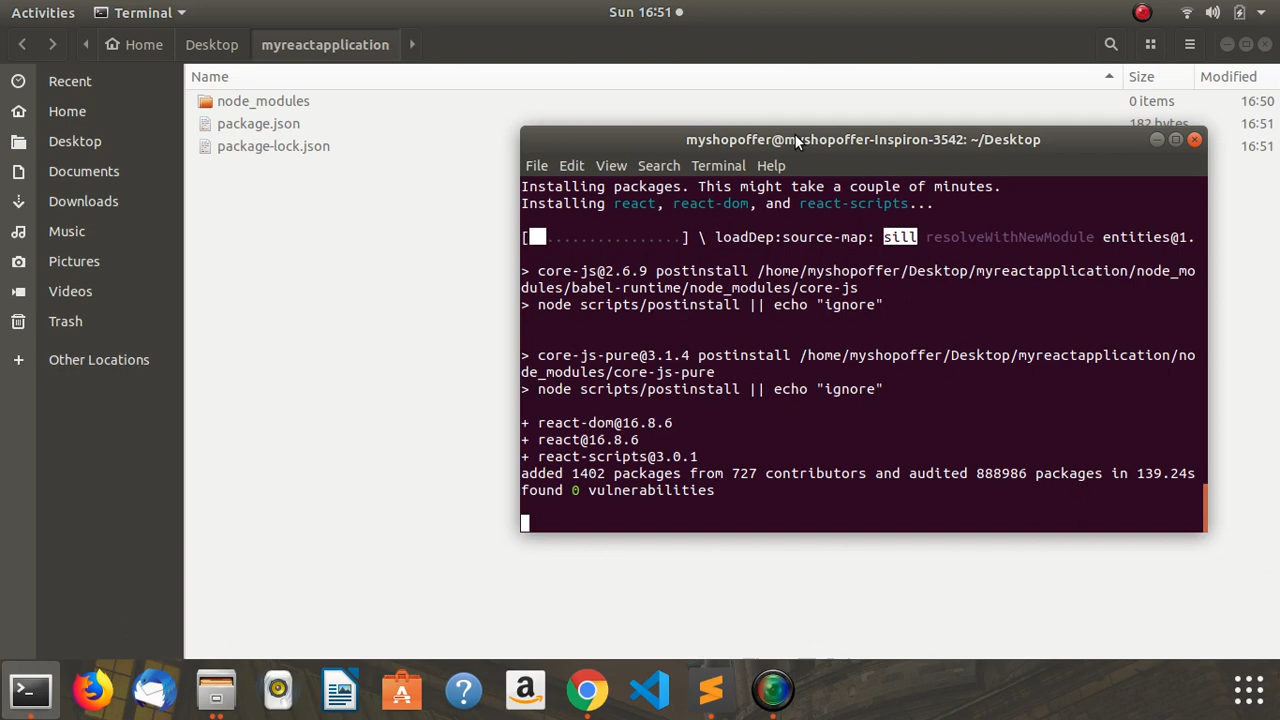 Activities Terminal Sun 16:51
Home Desktop myreactapplication
Name Size Modified
Recent
Home
Desktop
Documents
Downloads
Music
Pictures
Videos
Trash
Other Locations
node_modules 0 items 16:50
package.json 182 bytes 16:51
package-lock.json 16:51
myshopoffer@myshopoffer-Inspiron-3542: ~/Desktop
File Edit View Search Terminal Help
Installing packages. This might take a couple of minutes.
Installing react, react-dom, and react-scripts...
[ ................] \ loadDep:source-map: sill resolveWithNewModule entities@1.
> core-js@2.6.9 postinstall /home/myshopoffer/Desktop/myreactapplication/node_mo
dules/babel-runtime/node_modules/core-js
> node scripts/postinstall || echo "ignore"
> core-js-pure@3.1.4 postinstall /home/myshopoffer/Desktop/myreactapplication/no
de_modules/core-js-pure
> node scripts/postinstall || echo "ignore"
+ react-dom@16.8.6
+ react@16.8.6
+ react-scripts@3.0.1
added 1402 packages from 727 contributors and audited 888986 packages in 139.24s
found 0 vulnerabilities